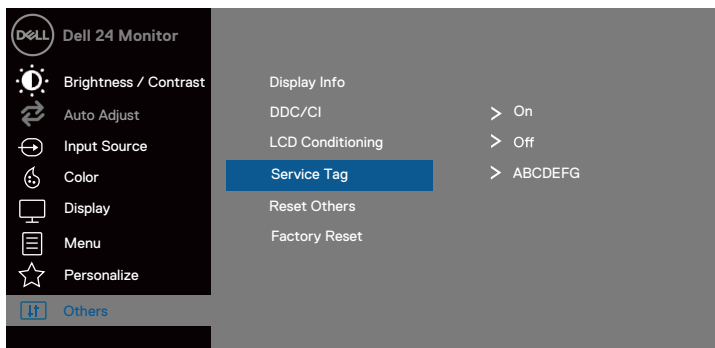 DELL Dell 24 Monitor
Brightness / Contrast
Auto Adjust
Input Source
Color
Display
Menu
Personalize
Others
Display Info
DDC/CI > On
LCD Conditioning > Off
Service Tag > ABCDEFG
Reset Others
Factory Reset